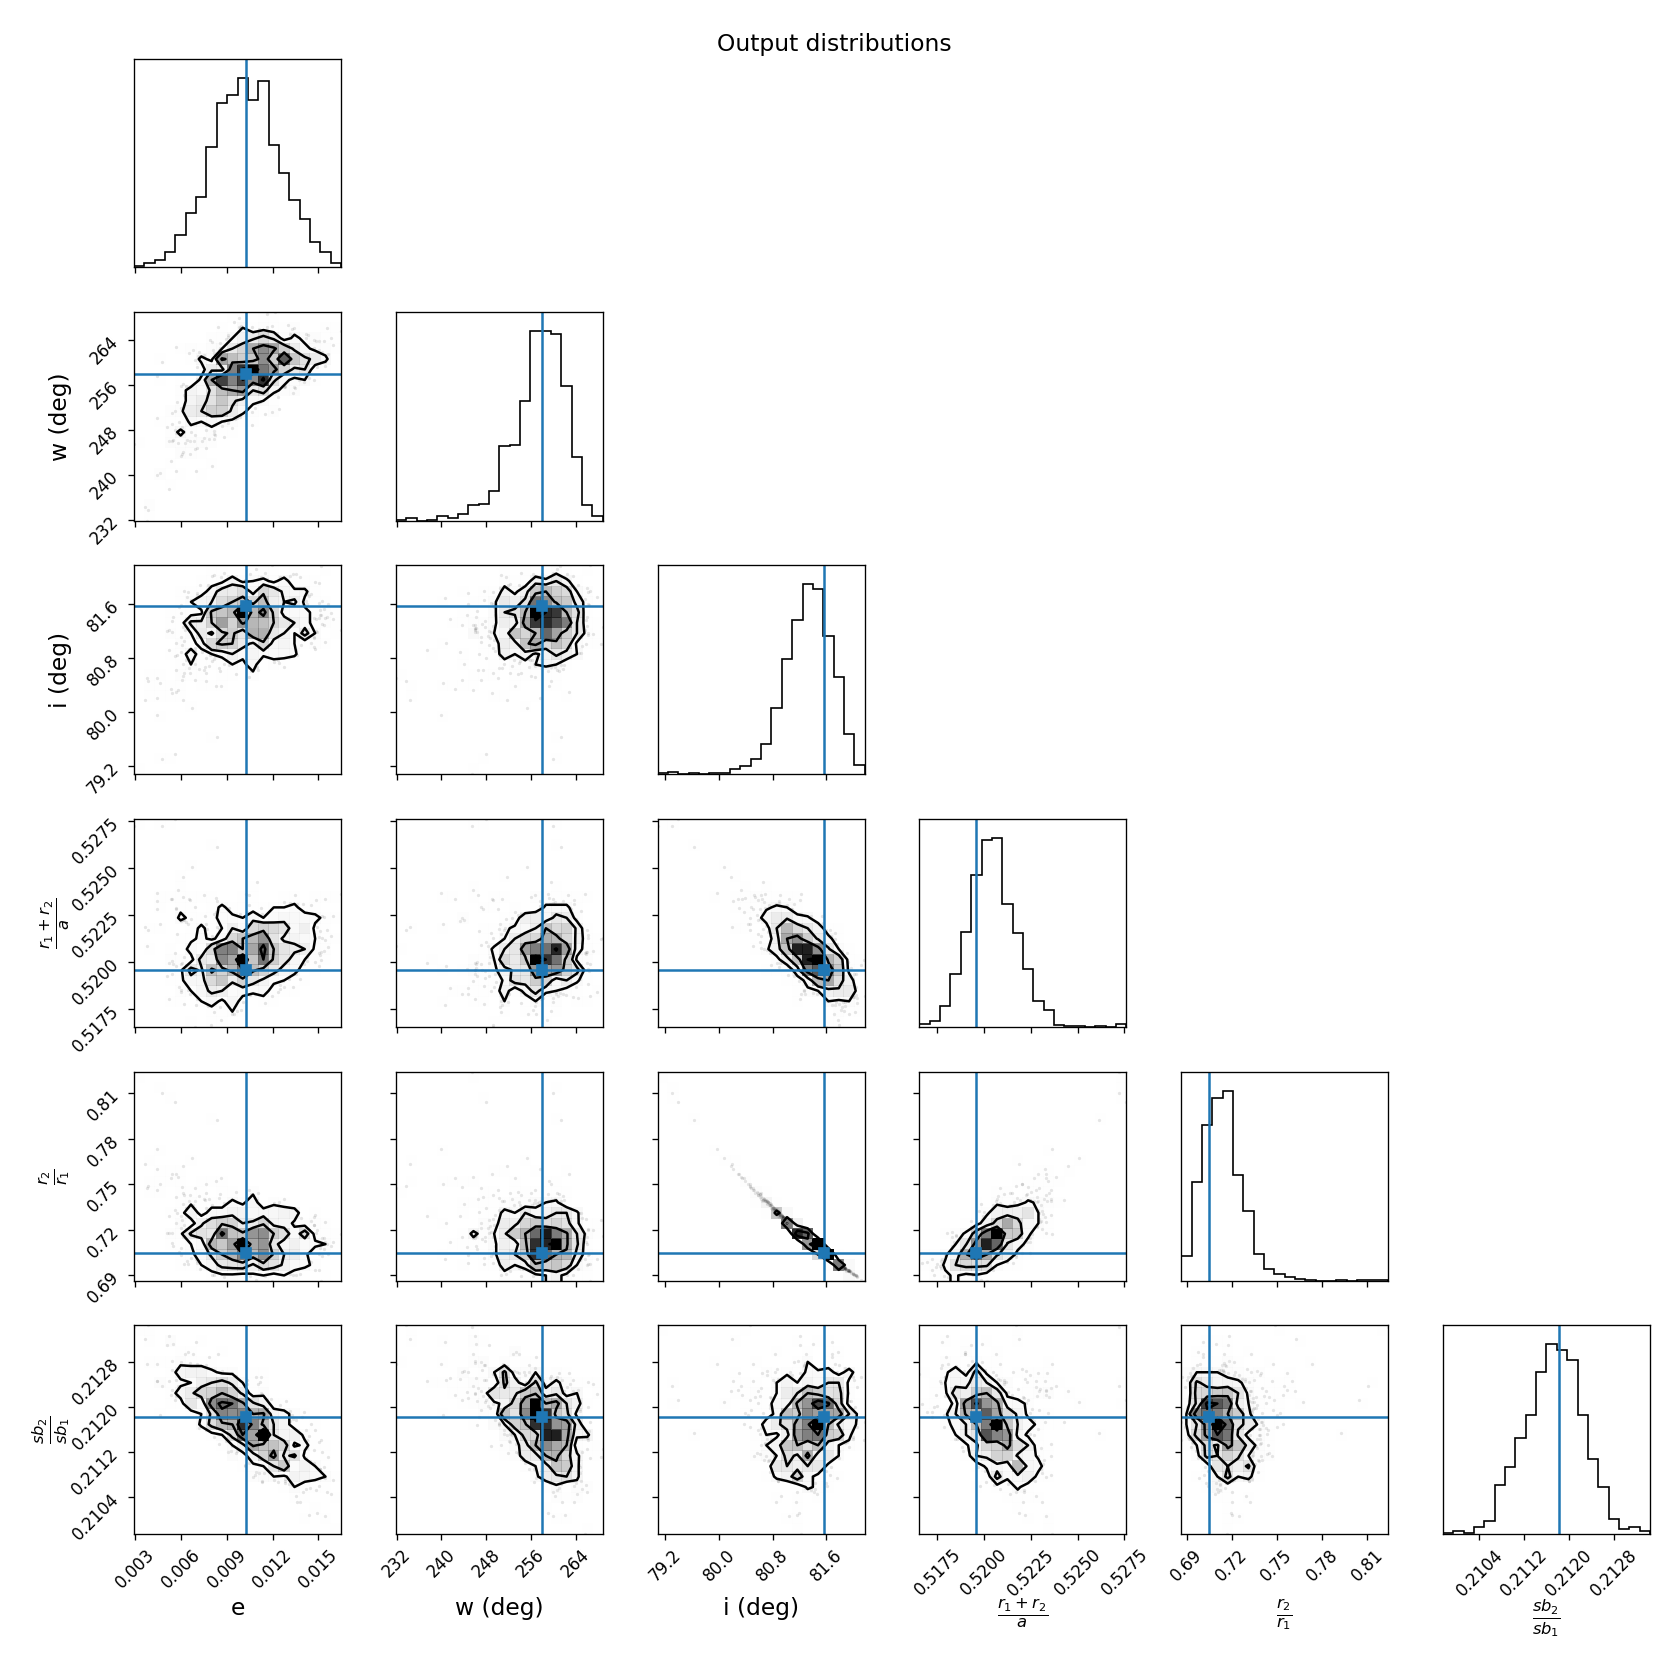 Output distributions
264
256
248
240
232
w (deg)
81.6
80.8
80.0
79.2
i (deg)
0.5275
0.5250
0.5225
0.5200
0.5175
r₁ + r₂
a
0.81
0.78
0.75
0.72
0.69
r₂
r₁
0.2128
0.2120
0.2112
0.2104
sb₂
sb₁
0.003 0.006 0.009 0.012 0.015 232 240 248 256 264 79.2 80.0 80.8 81.6 0.5175 0.5200 0.5225 0.5250 0.5275 0.69 0.72 0.75 0.78 0.81 0.2104 0.2112 0.2120 0.2128
e w (deg) i (deg) r₁ + r₂ r₂ sb₂
a r₁ sb₁